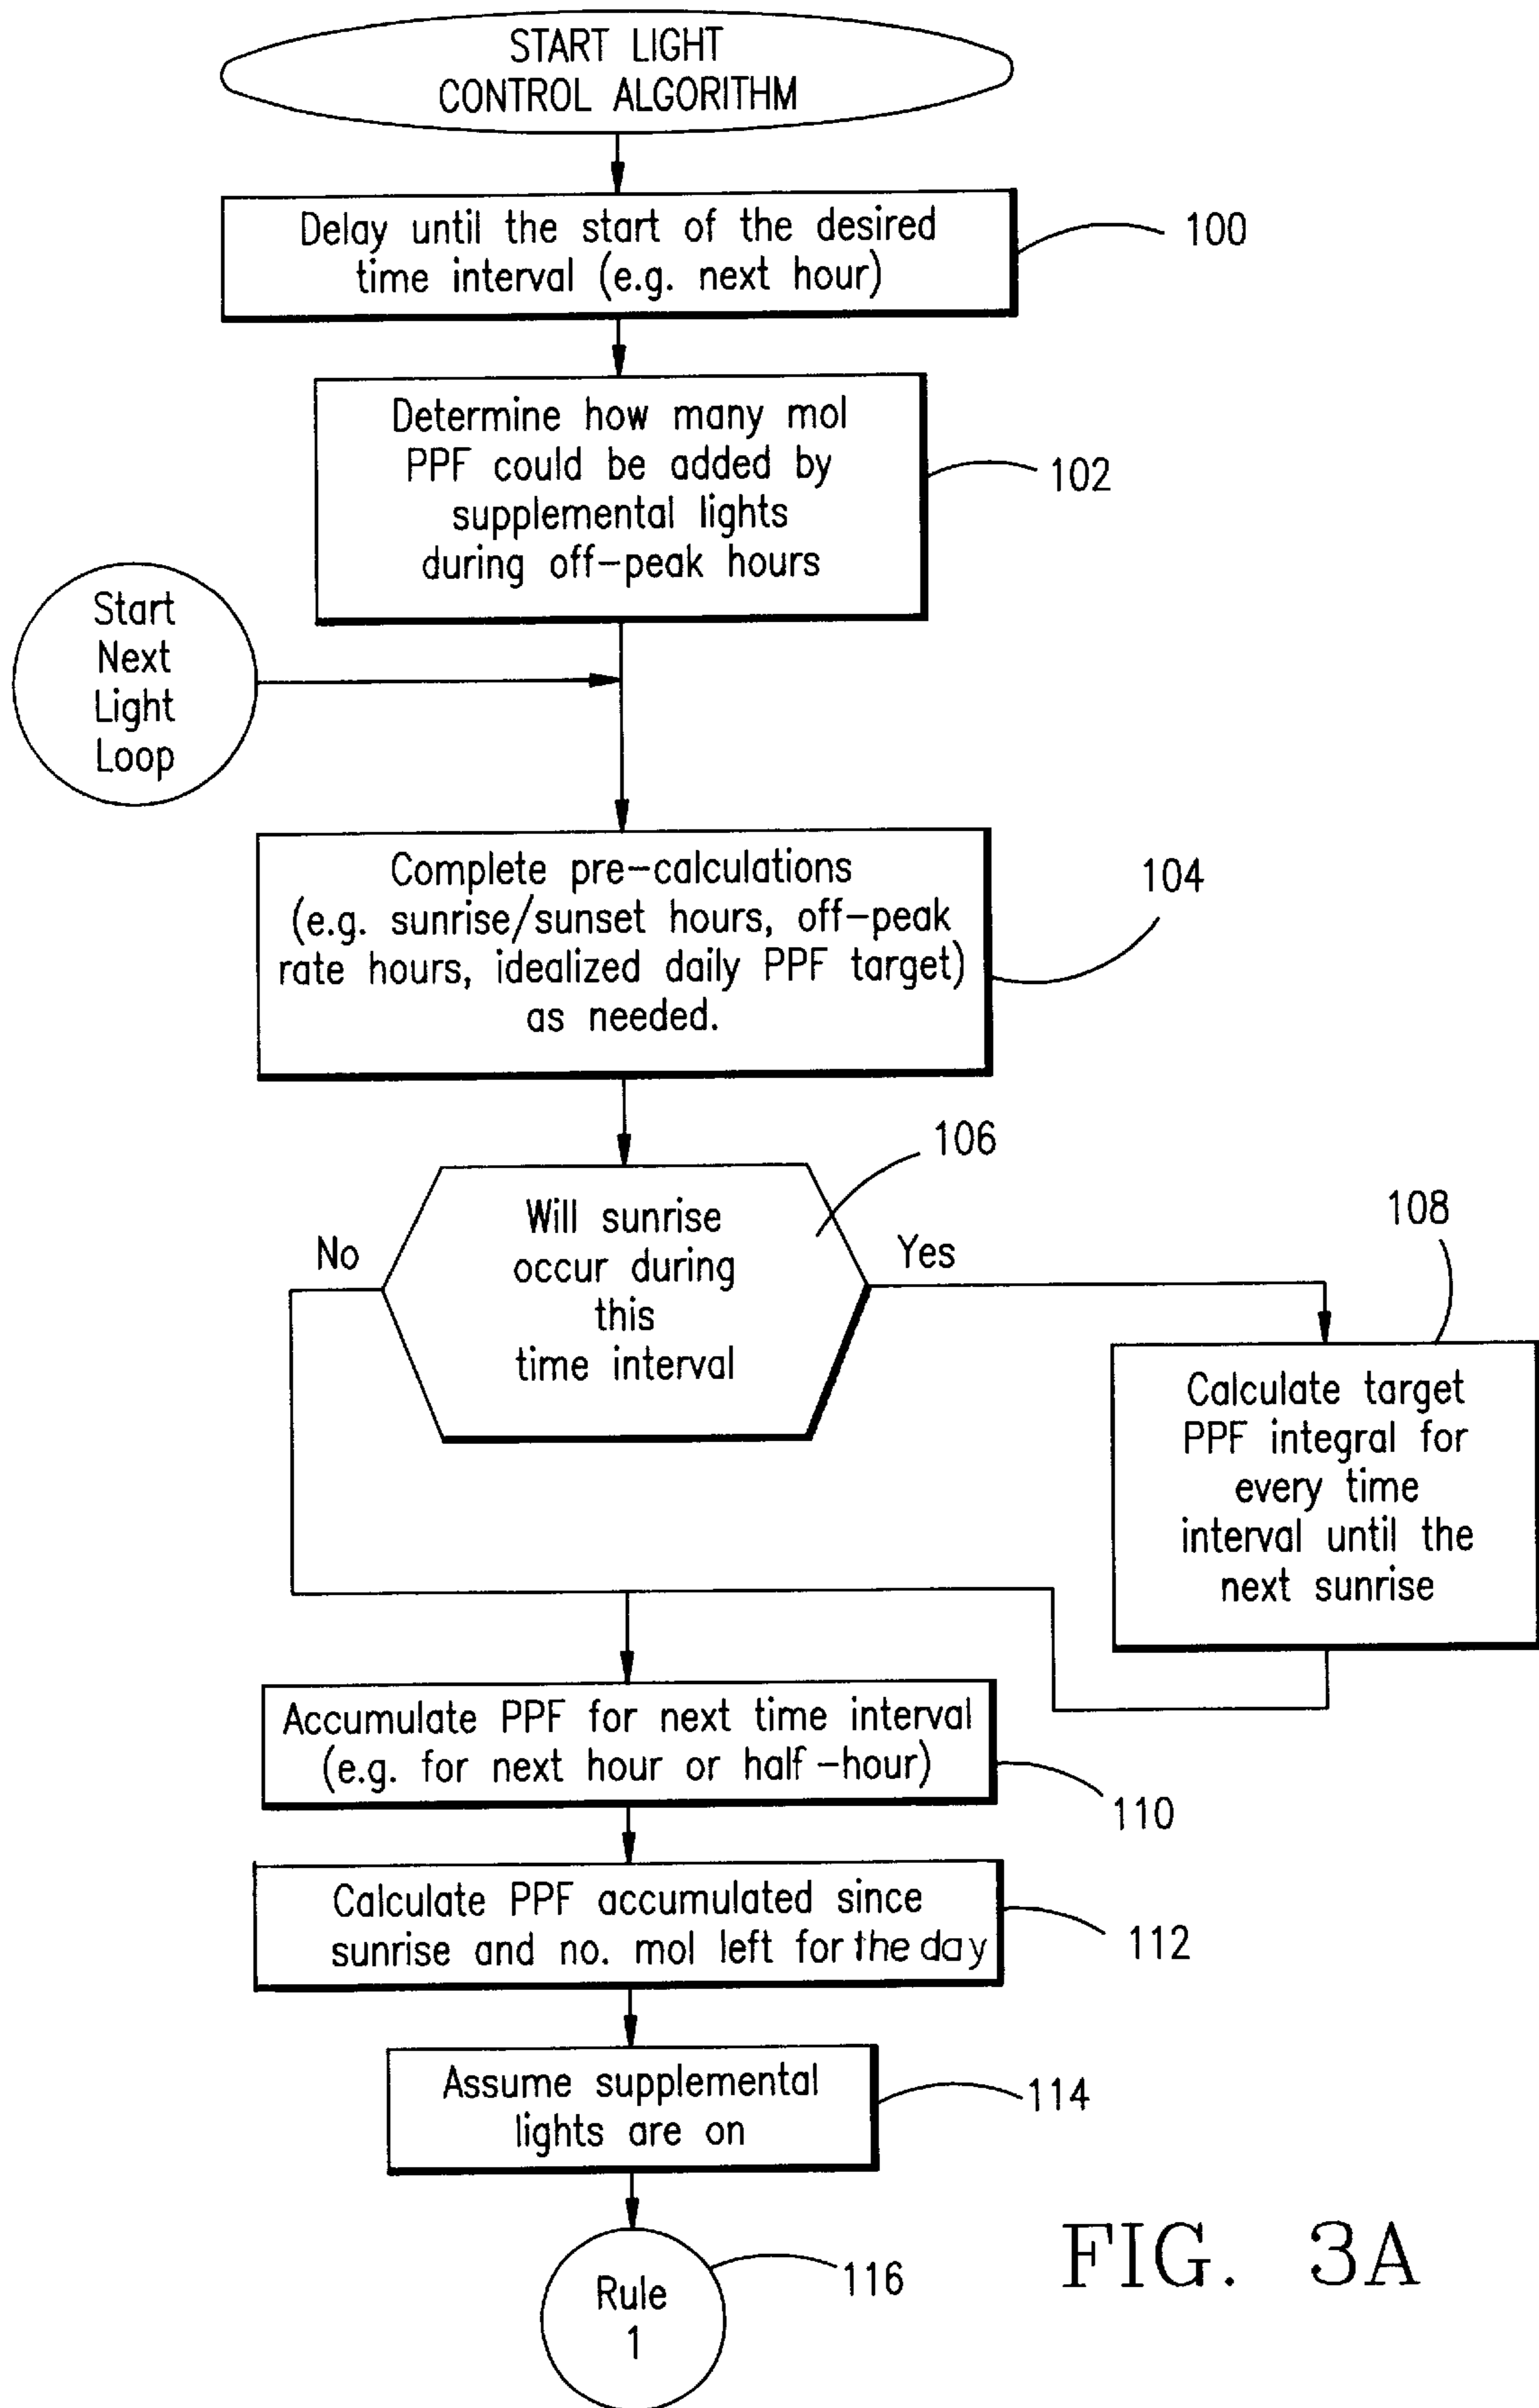 START LIGHT
CONTROL ALGORITHM
Delay until the start of the desired
time interval (e.g. next hour)
100
Determine how many mol
PPF could be added by
supplemental lights
during off-peak hours
102
Start
Next
Light
Loop
Complete pre-calculations
(e.g. sunrise/sunset hours, off-peak
rate hours, idealized daily PPF target)
as needed.
104
Will sunrise
occur during
this
time interval
106
No
Yes
108
Calculate target
PPF integral for
every time
interval until the
next sunrise
Accumulate PPF for next time interval
(e.g. for next hour or half-hour)
110
Calculate PPF accumulated since
sunrise and no. mol left for the day
112
Assume supplemental
lights are on
114
Rule
1
116
FIG. 3A